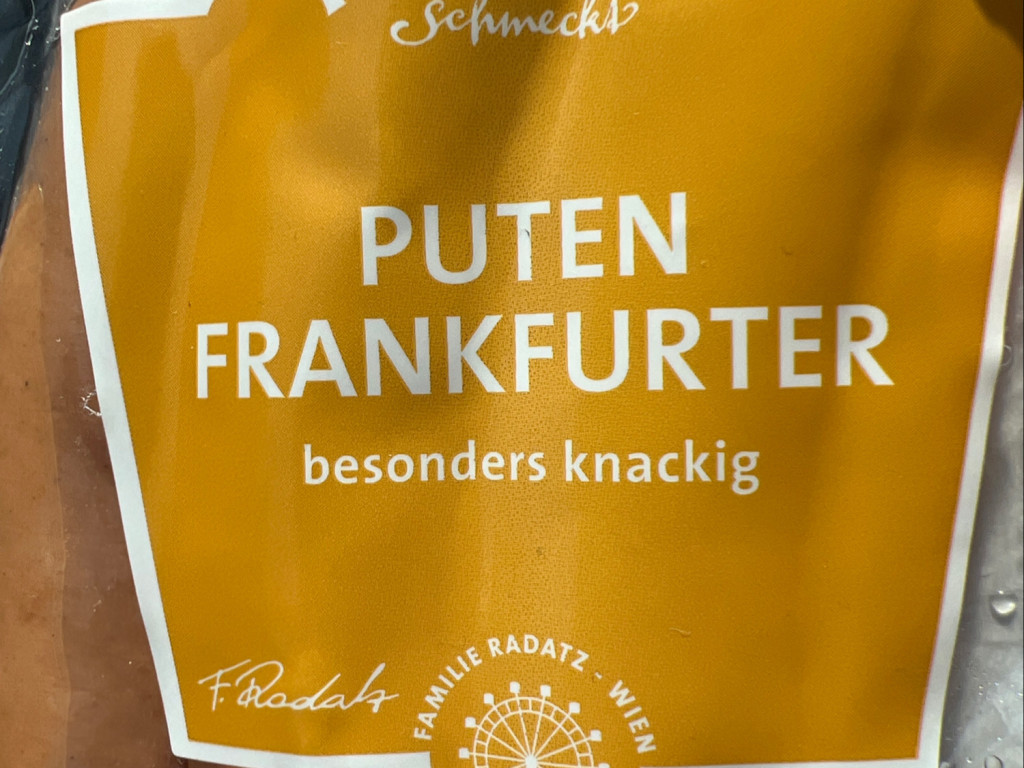 Schmeckt
PUTEN
FRANKFURTER
besonders knackig
F. Radatz
FAMILIE RADATZ - WIEN